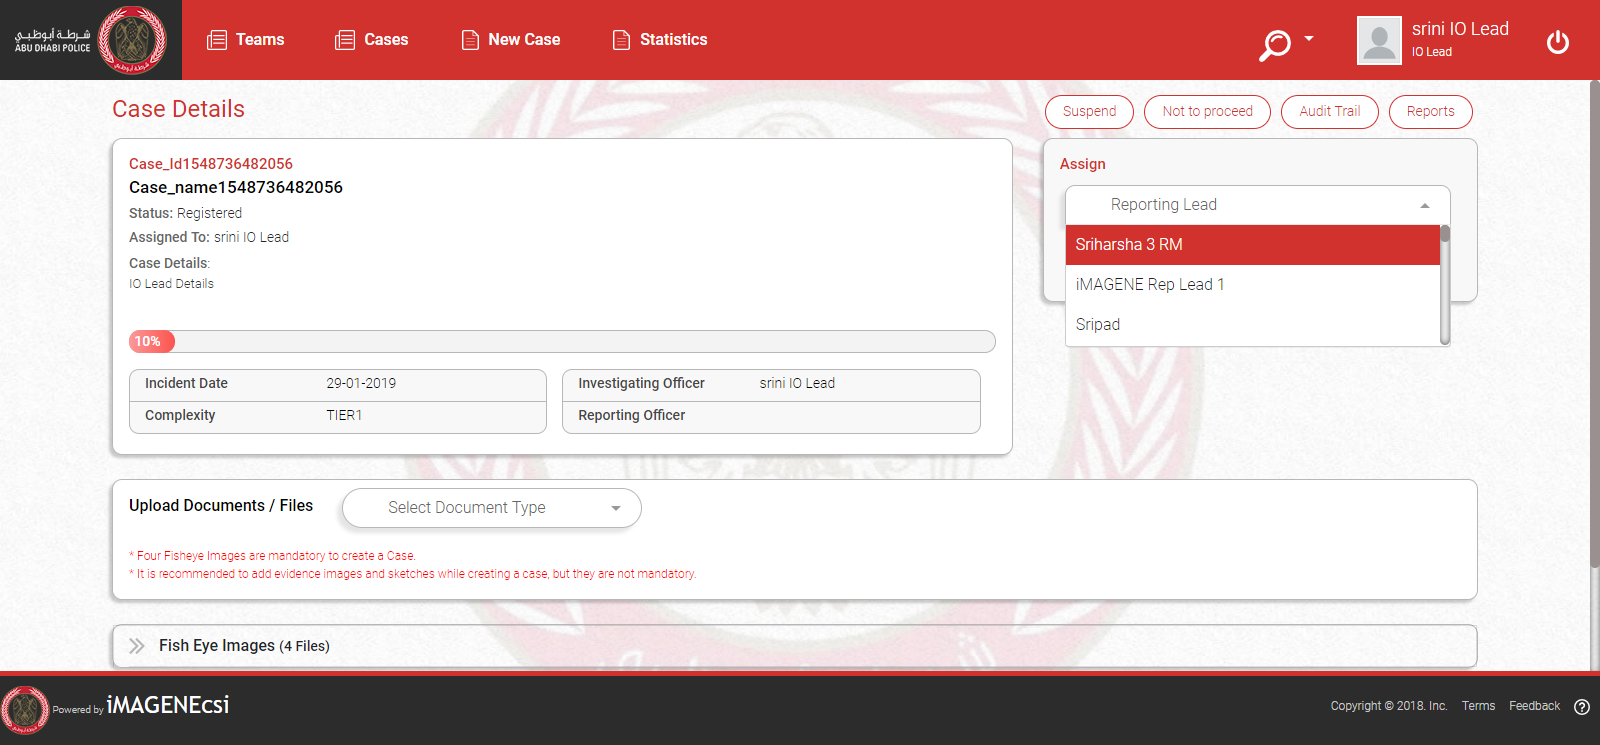 شرطة أبوظبي
ABU DHABI POLICE
Teams
Cases
New Case
Statistics
srini IO Lead
IO Lead
Case Details
Suspend
Not to proceed
Audit Trail
Reports
Case_Id1548736482056
Case_name1548736482056
Status: Registered
Assigned To: srini IO Lead
Case Details:
IO Lead Details
10%
Incident Date 29-01-2019
Complexity TIER1
Investigating Officer srini IO Lead
Reporting Officer
Assign
Reporting Lead
Sriharsha 3 RM
iMAGENE Rep Lead 1
Sripad
Upload Documents / Files
Select Document Type
* Four Fisheye Images are mandatory to create a Case.
* It is recommended to add evidence images and sketches while creating a case, but they are not mandatory.
Fish Eye Images (4 Files)
Powered by iMAGENEcsi
Copyright © 2018. Inc.
Terms
Feedback